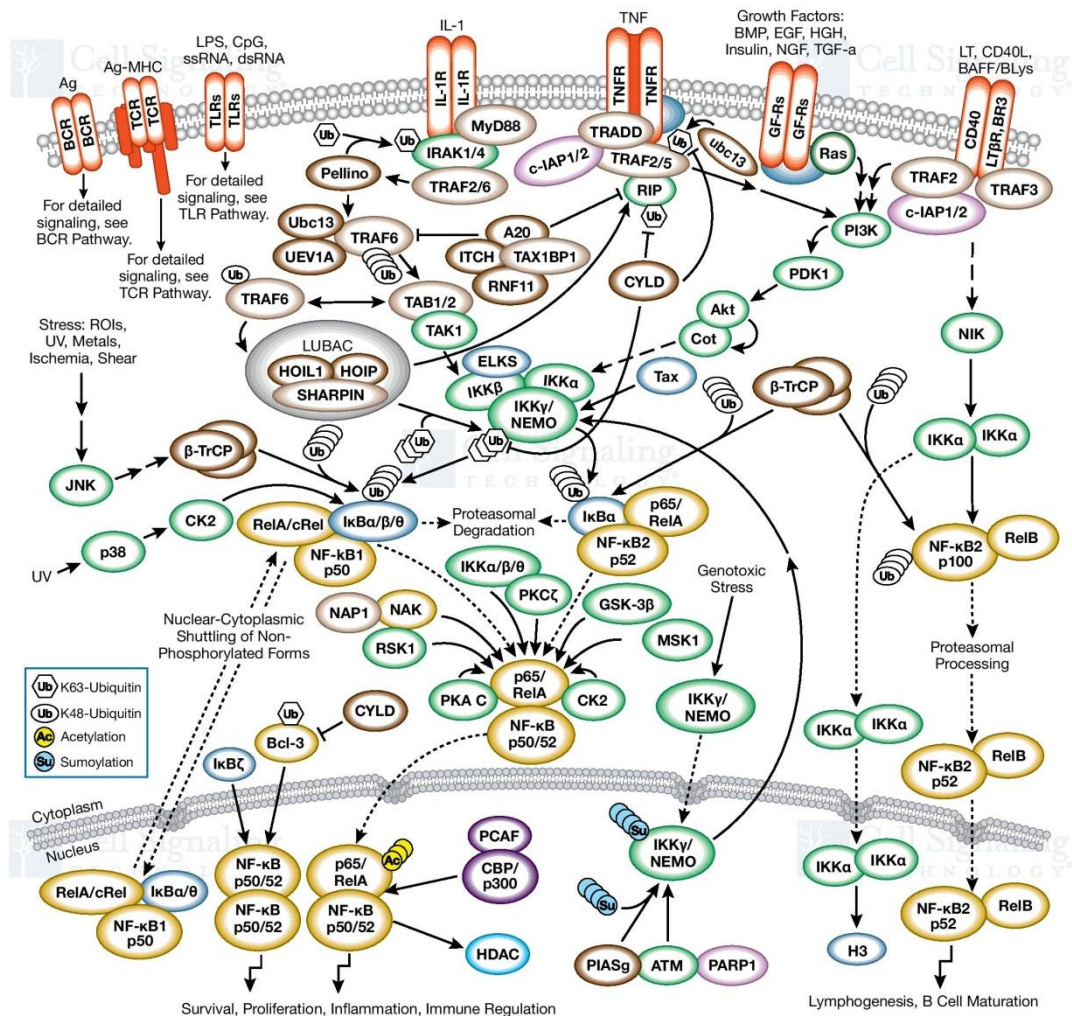 IL-1
TNF
Growth Factors:
BMP, EGF, HGH,
Insulin, NGF, TGF-a
LT, CD40L,
BAFF/BLys
LPS, CpG,
ssRNA, dsRNA
Ag-MHC
Ag
Cell Signaling
TECHNOLOGY®
BCR
BCR
TCR
TCR
TLRs
TLRs
IL-1R
IL-1R
TNFR
TNFR
GF-Rs
GF-Rs
CD40
LTβR, BR3
MyD88
Ub
Ub
IRAK1/4
Pellino
TRAF2/6
TRADD
Ub
c-IAP1/2
TRAF2/5
ubc13
RIP
Ub
Ras
TRAF2
TRAF3
c-IAP1/2
PI3K
PDK1
For detailed
signaling, see
BCR Pathway.
For detailed
signaling, see
TLR Pathway.
For detailed
signaling, see
TCR Pathway.
Ubc13
UEV1A
TRAF6
Ub
A20
ITCH
TAX1BP1
RNF11
CYLD
Ub
TRAF6
TAB1/2
TAK1
Akt
Cot
NIK
Stress: ROIs,
UV, Metals,
Ischemia, Shear
LUBAC
HOIL1
HOIP
SHARPIN
ELKS
IKKβ
IKKα
IKKγ/
NEMO
Tax
Ub
β-TrCP
Ub
IKKα
IKKα
β-TrCP
Ub
Ub
Ub
Cell Signaling
TECHNOLOGY®
JNK
Ub
Ub
CK2
p38
UV
RelA/cRel
IκBα/β/θ
NF-κB1
p50
Proteasomal
Degradation
IκBα
p65/
RelA
NF-κB2
p52
NF-κB2
p100
RelB
Ub
IKKα/β/θ
PKCζ
GSK-3β
MSK1
Genotoxic
Stress
Nuclear-Cytoplasmic
Shuttling of Non-
Phosphorylated Forms
NAP1
NAK
RSK1
PKA C
p65/
RelA
CK2
NF-κB
p50/52
IKKγ/
NEMO
Proteasomal
Processing
Ub K63-Ubiquitin
Ub K48-Ubiquitin
Ac Acetylation
Su Sumoylation
Ub
Bcl-3
CYLD
IκBζ
IKKα
IKKα
NF-κB2
p52
RelB
Cytoplasm
Nucleus
Cell Signaling
TECHNOLOGY®
RelA/cRel
IκBα/θ
NF-κB1
p50
NF-κB
p50/52
NF-κB
p50/52
p65/
RelA
Ac
NF-κB
p50/52
PCAF
CBP/
p300
HDAC
Su
IKKγ/
NEMO
Su
PIASg
ATM
PARP1
IKKα
IKKα
H3
NF-κB2
p52
RelB
Survival, Proliferation, Inflammation, Immune Regulation
Lymphogenesis, B Cell Maturation